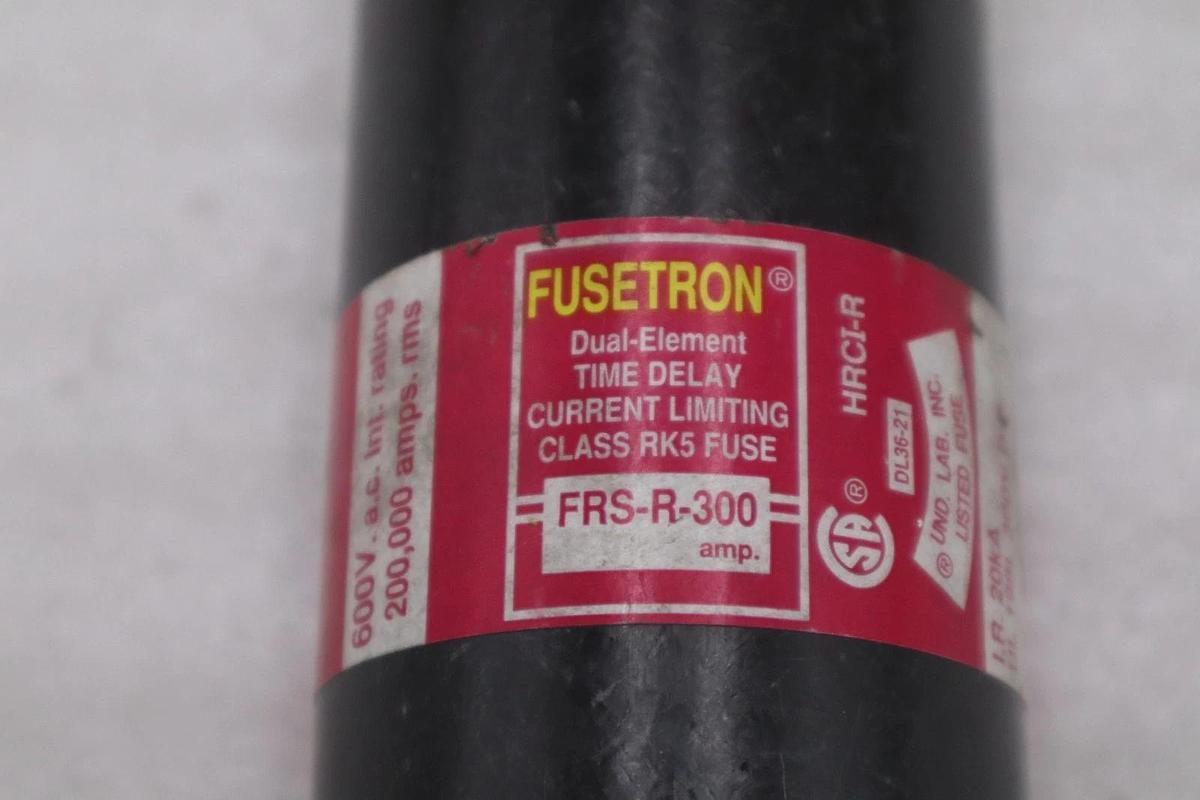 600V. a.c. Int. rating
200,000 amps. rms
FUSETRON®
Dual-Element
TIME DELAY
CURRENT LIMITING
CLASS RK5 FUSE
FRS-R-300
amp.
HRCI-R
SA ®
DL36-21
® UND. LAB. INC.
LISTED FUSE
I.R. 20KA